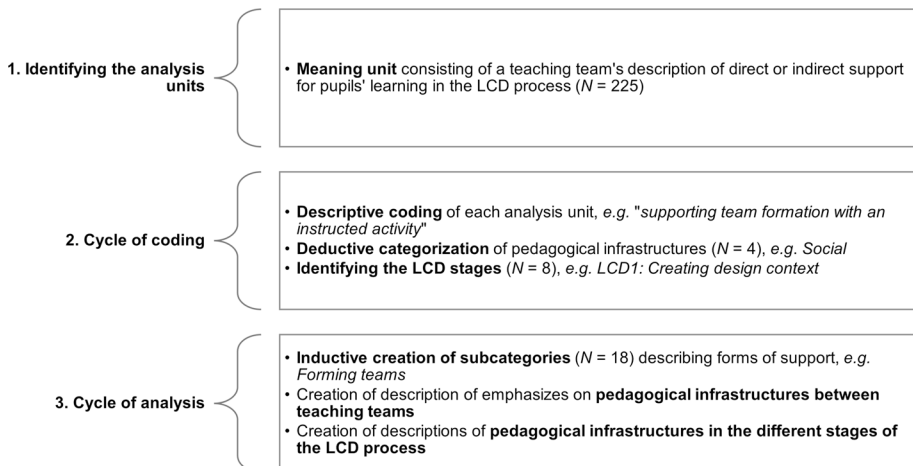 1. Identifying the analysis
units
• Meaning unit consisting of a teaching team's description of direct or indirect support
for pupils' learning in the LCD process (N = 225)
2. Cycle of coding
• Descriptive coding of each analysis unit, e.g. "supporting team formation with an
instructed activity"
• Deductive categorization of pedagogical infrastructures (N = 4), e.g. Social
• Identifying the LCD stages (N = 8), e.g. LCD1: Creating design context
3. Cycle of analysis
• Inductive creation of subcategories (N = 18) describing forms of support, e.g.
Forming teams
• Creation of description of emphasizes on pedagogical infrastructures between
teaching teams
• Creation of descriptions of pedagogical infrastructures in the different stages of
the LCD process